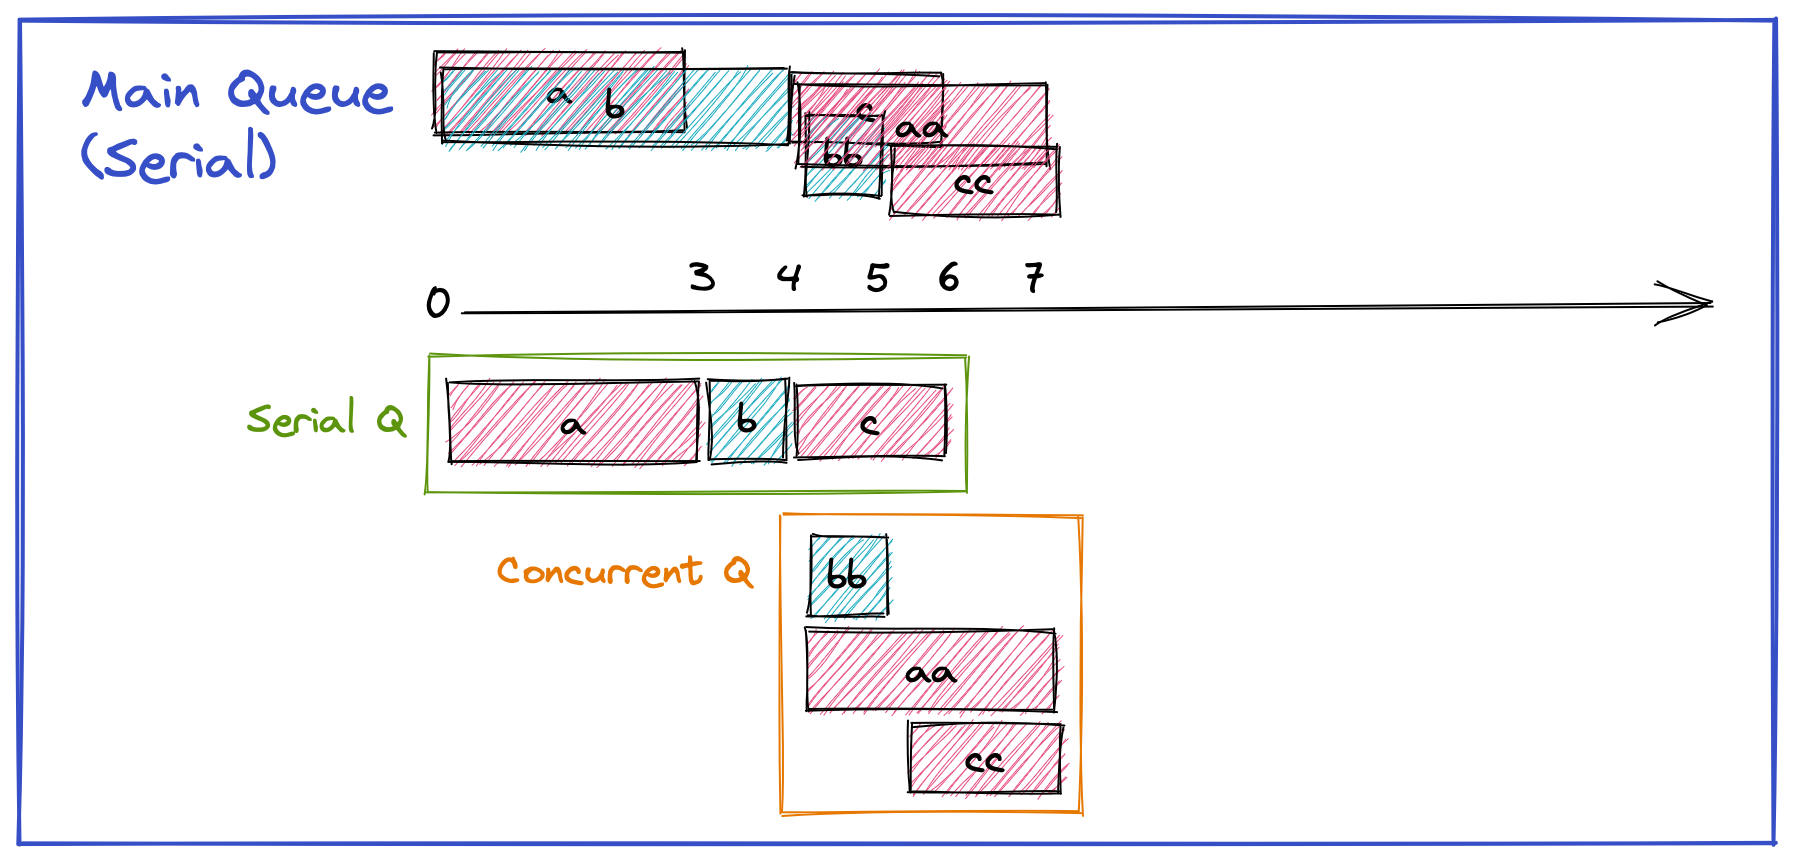 Main Queue
(Serial)
a b
c
aa
bb
cc
0 3 4 5 6 7
Serial Q
a b c
Concurrent Q
bb
aa
cc